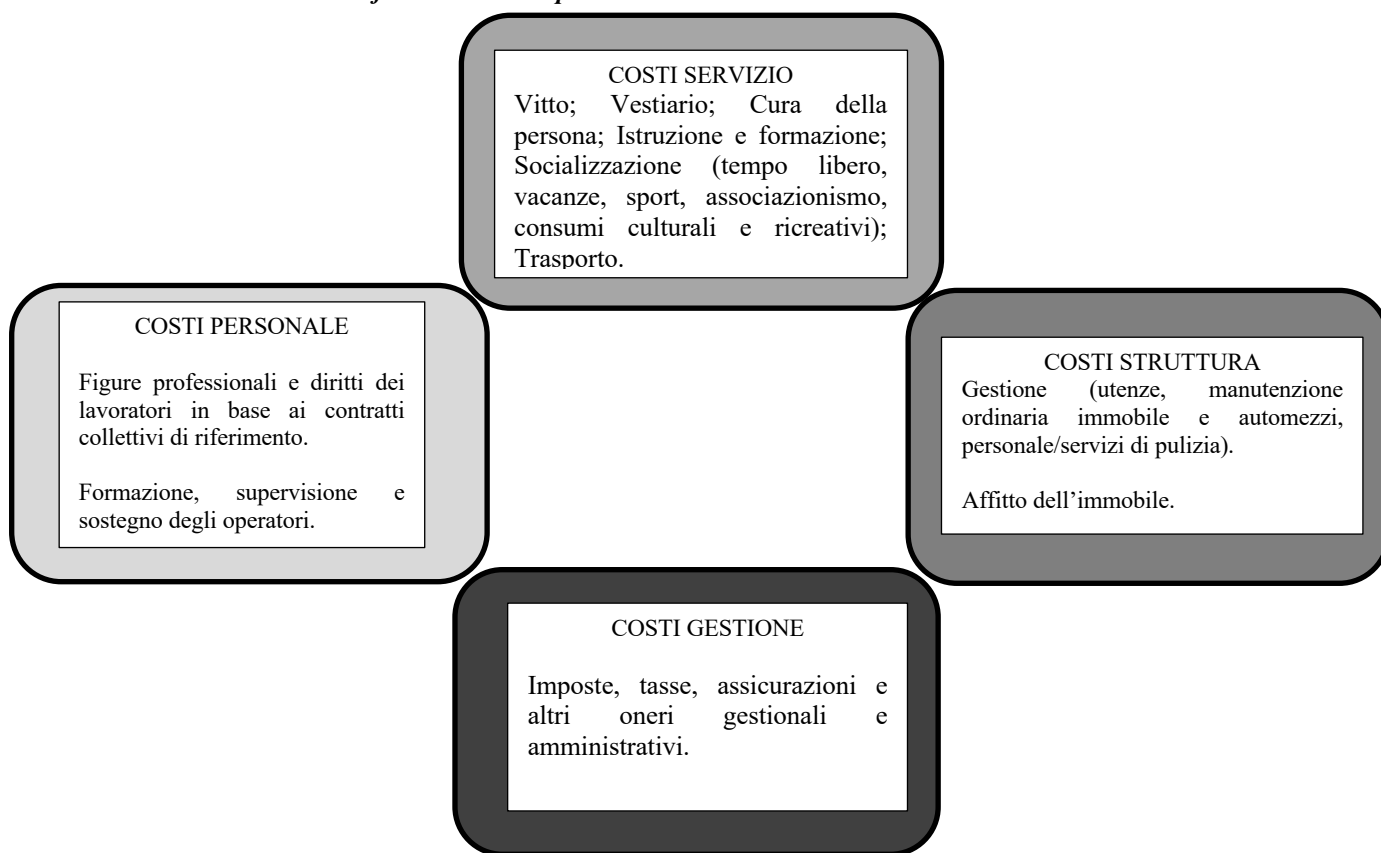 COSTI SERVIZIO
Vitto; Vestiario; Cura della
persona; Istruzione e formazione;
Socializzazione (tempo libero,
vacanze, sport, associazionismo,
consumi culturali e ricreativi);
Trasporto.
COSTI PERSONALE
Figure professionali e diritti dei
lavoratori in base ai contratti
collettivi di riferimento.
Formazione, supervisione e
sostegno degli operatori.
COSTI STRUTTURA
Gestione (utenze, manutenzione
ordinaria immobile e automezzi,
personale/servizi di pulizia).
Affitto dell’immobile.
COSTI GESTIONE
Imposte, tasse, assicurazioni e
altri oneri gestionali e
amministrativi.